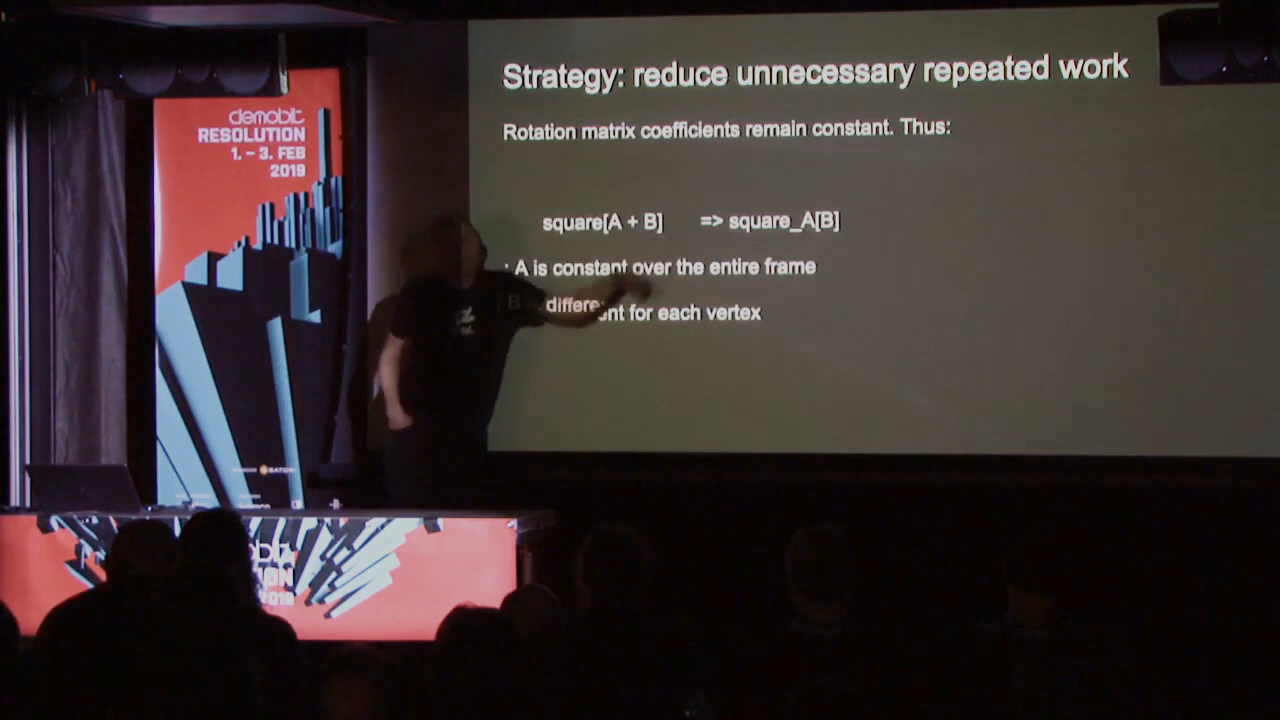 Strategy: reduce unnecessary repeated work
Rotation matrix coefficients remain constant. Thus:
square[A + B] => square_A[B]
: A is constant over the entire frame
B different for each vertex
demobit
RESOLUTION
1. – 3. FEB
2019
2019